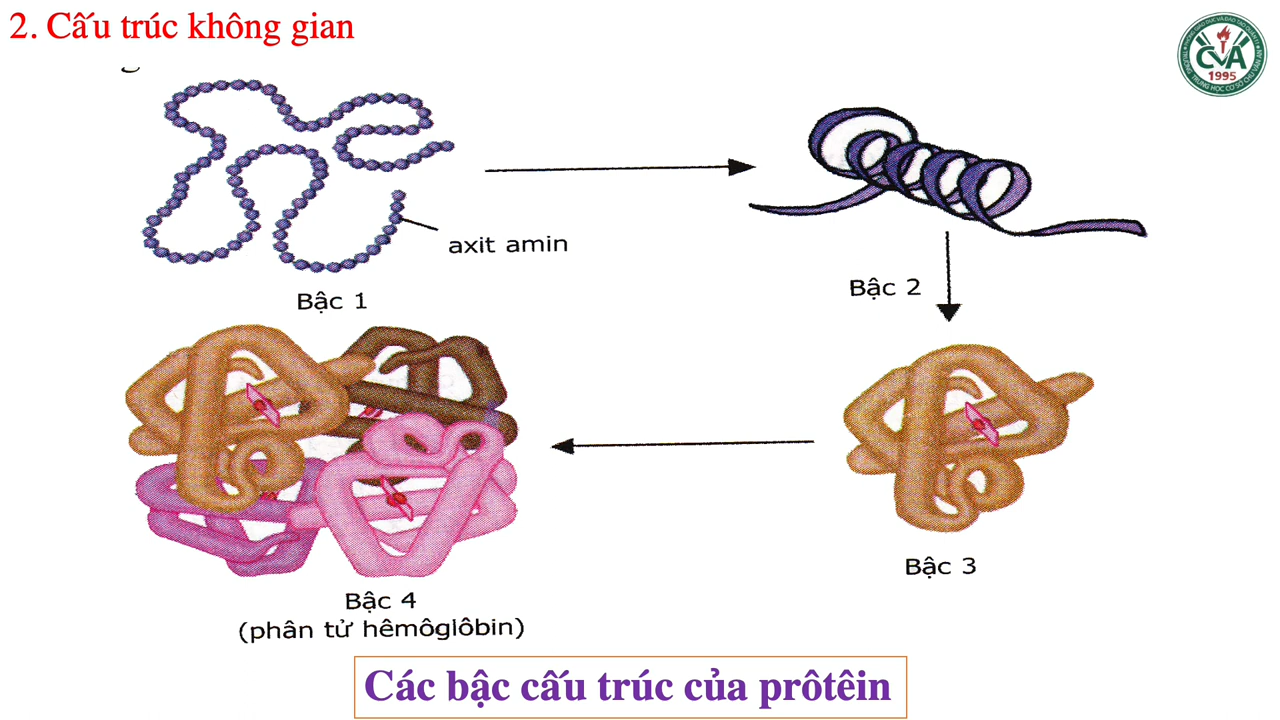 2. Cấu trúc không gian
CVA
1995
axit amin
Bậc 1
Bậc 2
Bậc 3
Bậc 4
(phân tử hêmôglôbin)
Các bậc cấu trúc của prôtêin